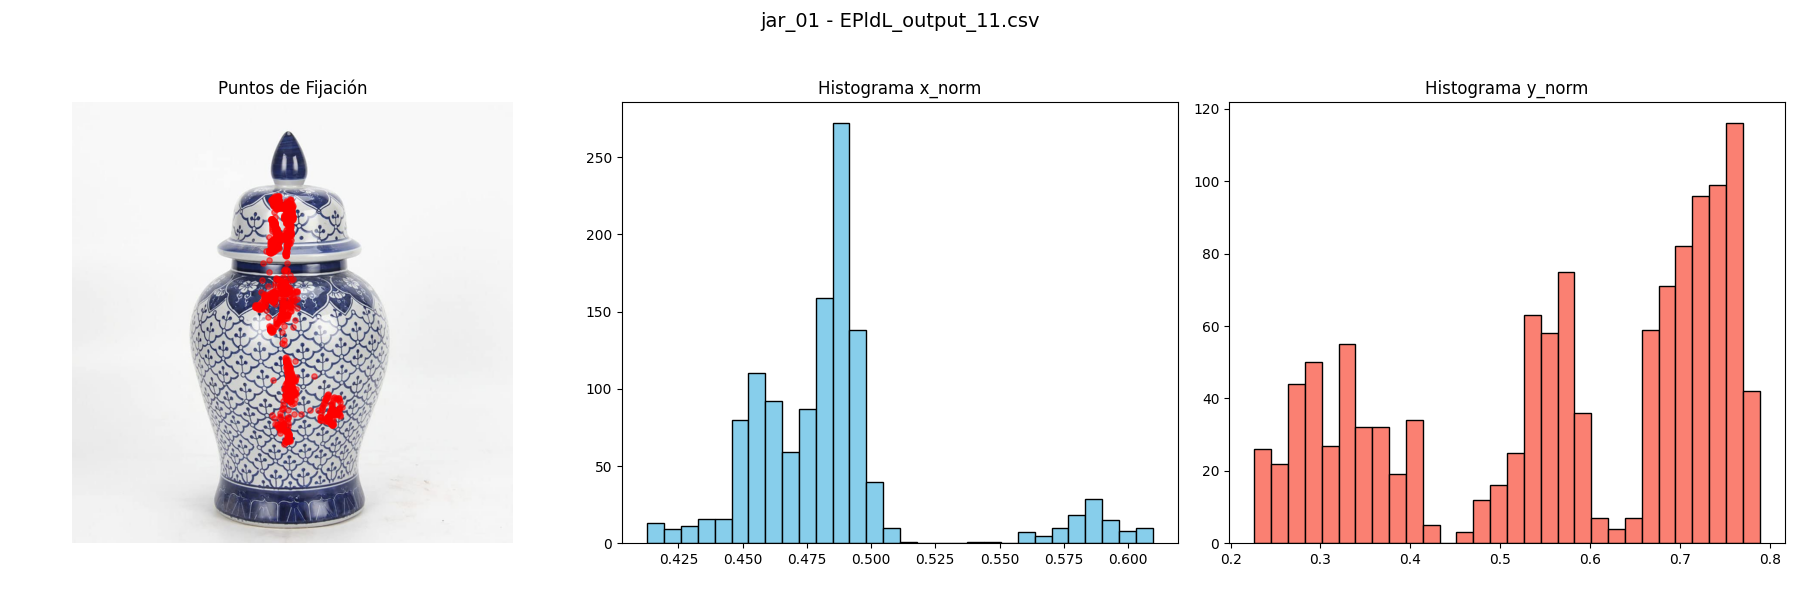 jar_01 - EPldL_output_11.csv
Puntos de Fijación
Histograma x_norm
Histograma y_norm
250
200
150
100
50
0
0.425 0.450 0.475 0.500 0.525 0.550 0.575 0.600
120
100
80
60
40
20
0
0.2 0.3 0.4 0.5 0.6 0.7 0.8